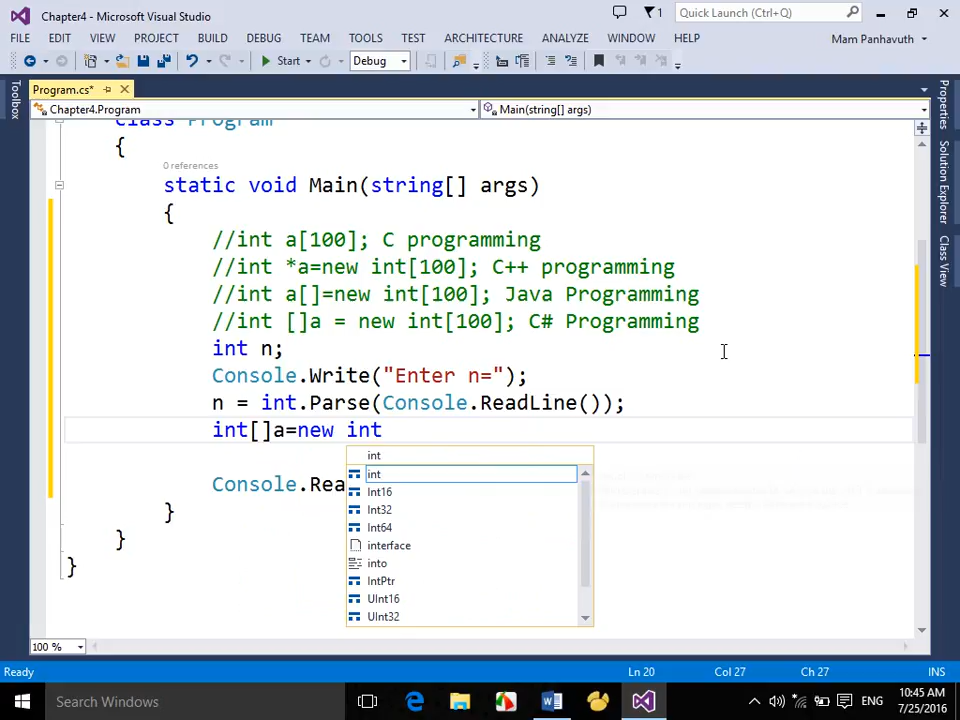 Chapter4 - Microsoft Visual Studio
1
Quick Launch (Ctrl+Q)
FILE EDIT VIEW PROJECT BUILD DEBUG TEAM TOOLS TEST ARCHITECTURE ANALYZE WINDOW HELP
Mam Panhavuth
Start
Debug
Toolbox
Program.cs*
Chapter4.Program
Main(string[] args)
Properties
Solution Explorer
Class View
class Program
{
0 references
static void Main(string[] args)
{
//int a[100]; C programming
//int *a=new int[100]; C++ programming
//int a[]=new int[100]; Java Programming
//int []a = new int[100]; C# Programming
int n;
Console.Write("Enter n=");
n = int.Parse(Console.ReadLine());
int[]a=new int
int
int
Int16
Int32
Int64
interface
into
IntPtr
UInt16
UInt32
Console.Rea
}
}
}
100 %
Ready
Ln 20
Col 27
Ch 27
INS
Search Windows
ENG
10:45 AM
7/25/2016